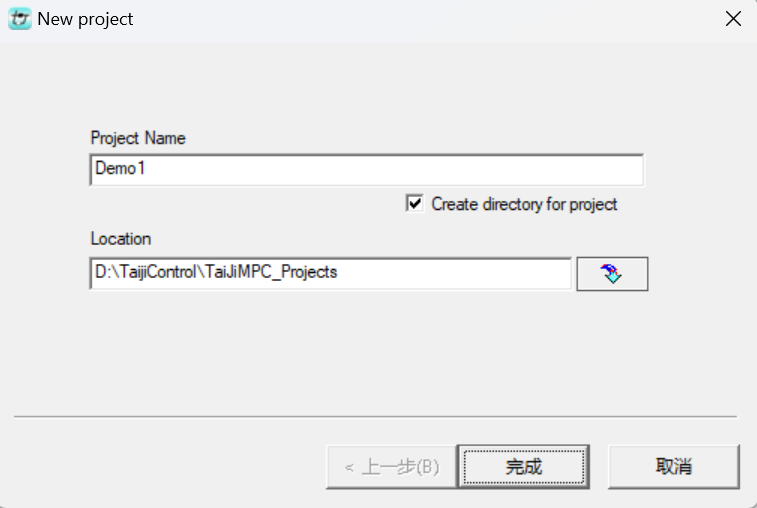 New project
Project Name
Demo1
Create directory for project
Location
D:\TaijiControl\TaiJiMPC_Projects
< 上一步(B)
完成
取消